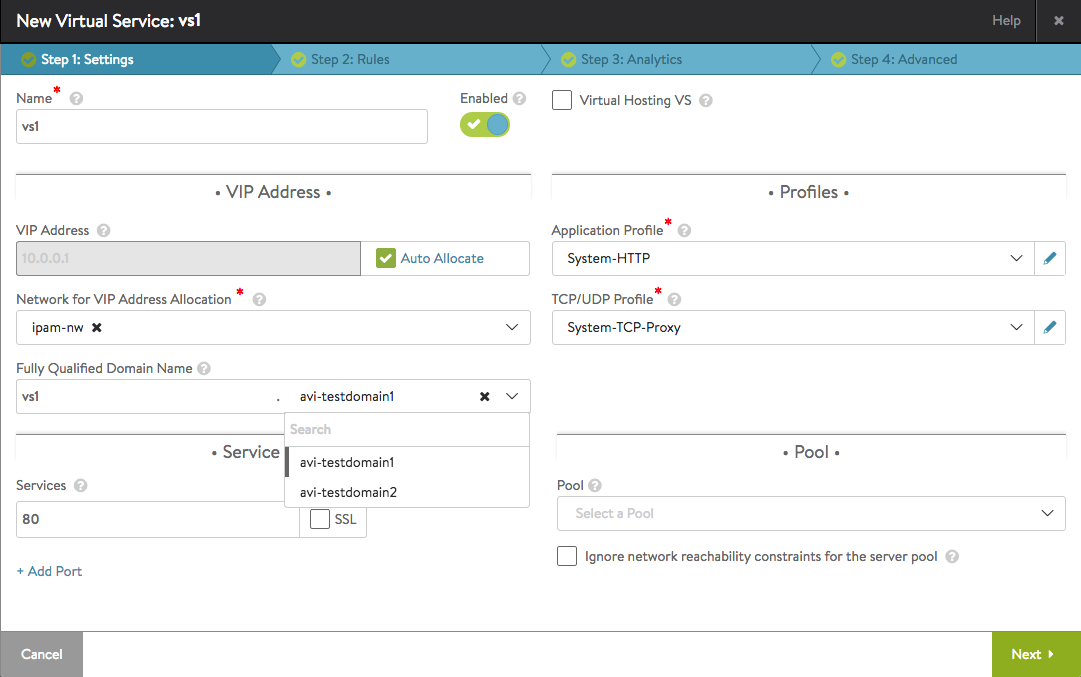 New Virtual Service: vs1
Help
Step 1: Settings
Step 2: Rules
Step 3: Analytics
Step 4: Advanced
Name *
Enabled
Virtual Hosting VS
vs1
• VIP Address •
• Profiles •
VIP Address
Application Profile *
10.0.0.1
Auto Allocate
System-HTTP
Network for VIP Address Allocation *
TCP/UDP Profile *
ipam-nw
System-TCP-Proxy
Fully Qualified Domain Name
vs1 . avi-testdomain1
Search
avi-testdomain1
avi-testdomain2
• Service
• Pool •
Services
Pool
80
SSL
Select a Pool
Ignore network reachability constraints for the server pool
+ Add Port
Cancel
Next